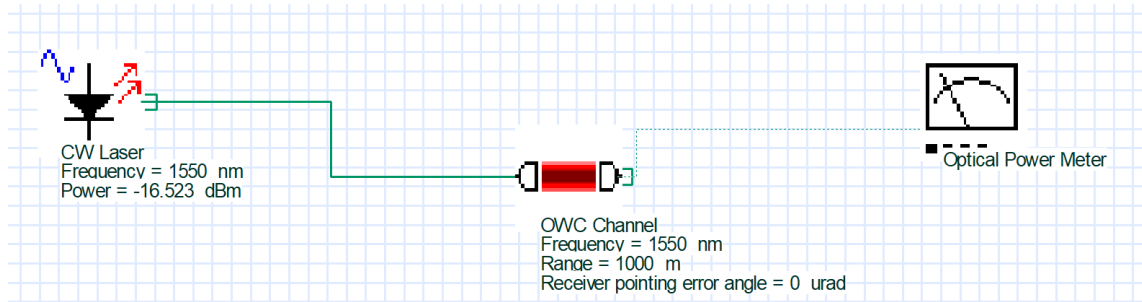 CW Laser
Frequency = 1550 nm
Power = -16.523 dBm
OWC Channel
Frequency = 1550 nm
Range = 1000 m
Receiver pointing error angle = 0 urad
Optical Power Meter